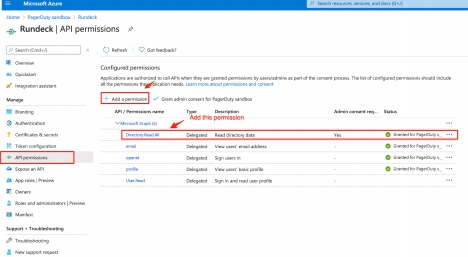 Microsoft Azure
Search resources, services, and docs (G+/)
Home > PagerDuty sandbox > Rundeck
Rundeck | API permissions
Search (Cmd+/)
Refresh
Got feedback?
Overview
Quickstart
Integration assistant
Manage
Branding
Authentication
Certificates & secrets
Token configuration
API permissions
Expose an API
App roles | Preview
Owners
Roles and administrators | Preview
Manifest
Support + Troubleshooting
Troubleshooting
New support request
Configured permissions
Applications are authorized to call APIs when they are granted permissions by users/admins as part of the consent process. The list of configured permissions should include
all the permissions the application needs. Learn more about permissions and consent
+ Add a permission
Grant admin consent for PagerDuty sandbox
Add this permission
API / Permissions name Type Description Admin consent req... Status
Microsoft Graph (5)
Directory.Read.All Delegated Read directory data Yes Granted for PagerDuty s...
email Delegated View users' email address - Granted for PagerDuty s...
openid Delegated Sign users in - Granted for PagerDuty s...
profile Delegated View users' basic profile - Granted for PagerDuty s...
User.Read Delegated Sign in and read user profile - Granted for PagerDuty s...